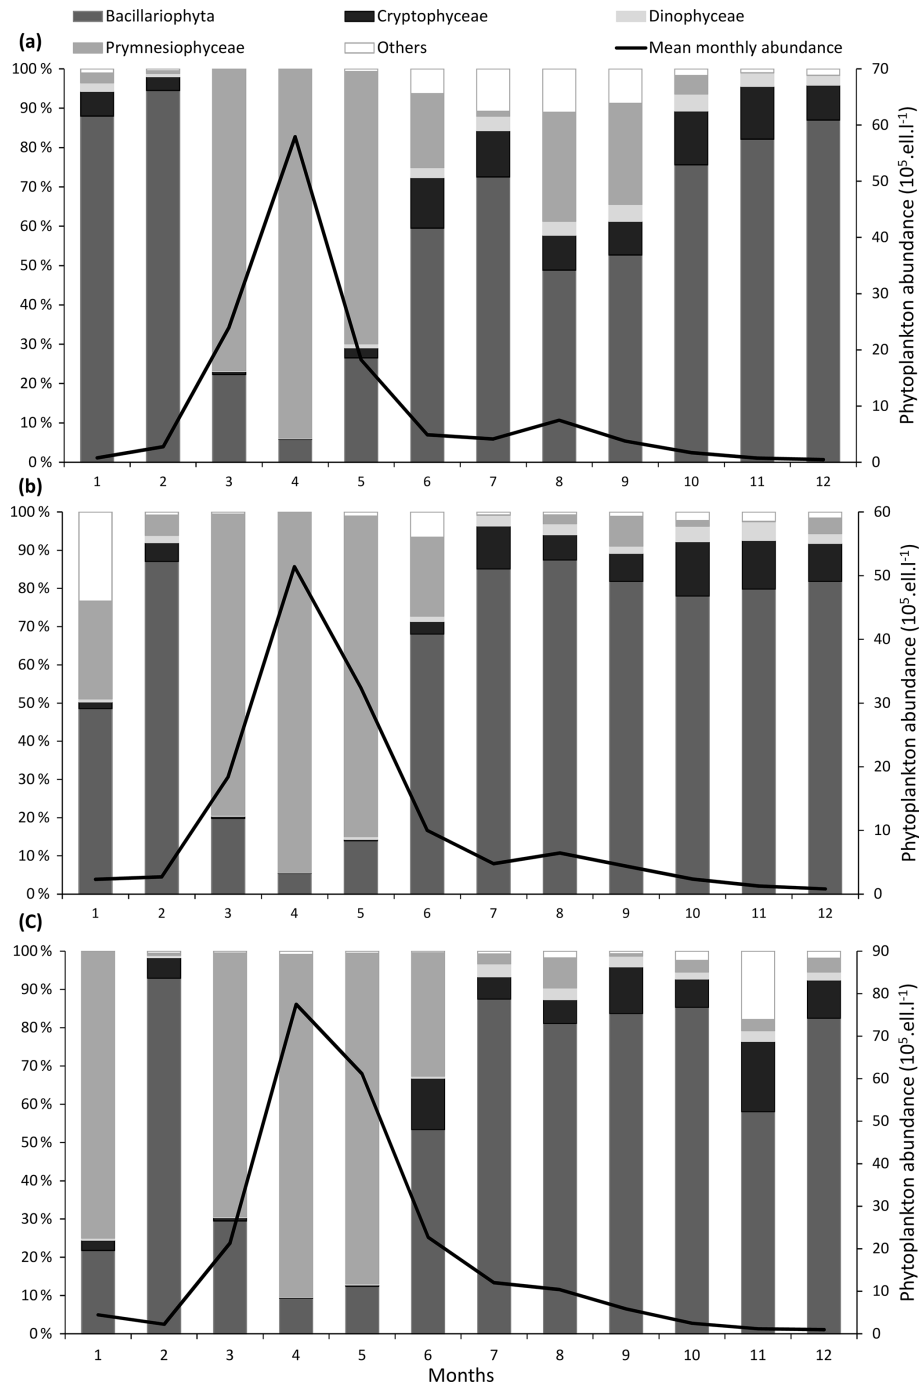 Bacillariophyta Cryptophyceae Dinophyceae
(a) Prymnesiophyceae Others Mean monthly abundance
100 % 70
90 % 60
80 % 50
70 %
60 % 40
50 %
40 % 30
30 % 20
20 %
10 % 10
0 % 0
1 2 3 4 5 6 7 8 9 10 11 12
Phytoplankton abundance (10⁵.ell.l⁻¹)
(b)
100 % 60
90 %
80 % 50
70 % 40
60 %
50 % 30
40 %
30 % 20
20 % 10
10 %
0 % 0
1 2 3 4 5 6 7 8 9 10 11 12
Phytoplankton abundance (10⁵.ell.l⁻¹)
(C)
100 % 90
90 % 80
80 % 70
70 % 60
60 % 50
50 %
40 % 40
30 % 30
20 % 20
10 % 10
0 % 0
1 2 3 4 5 6 7 8 9 10 11 12
Months
Phytoplankton abundance (10⁵.ell.l⁻¹)